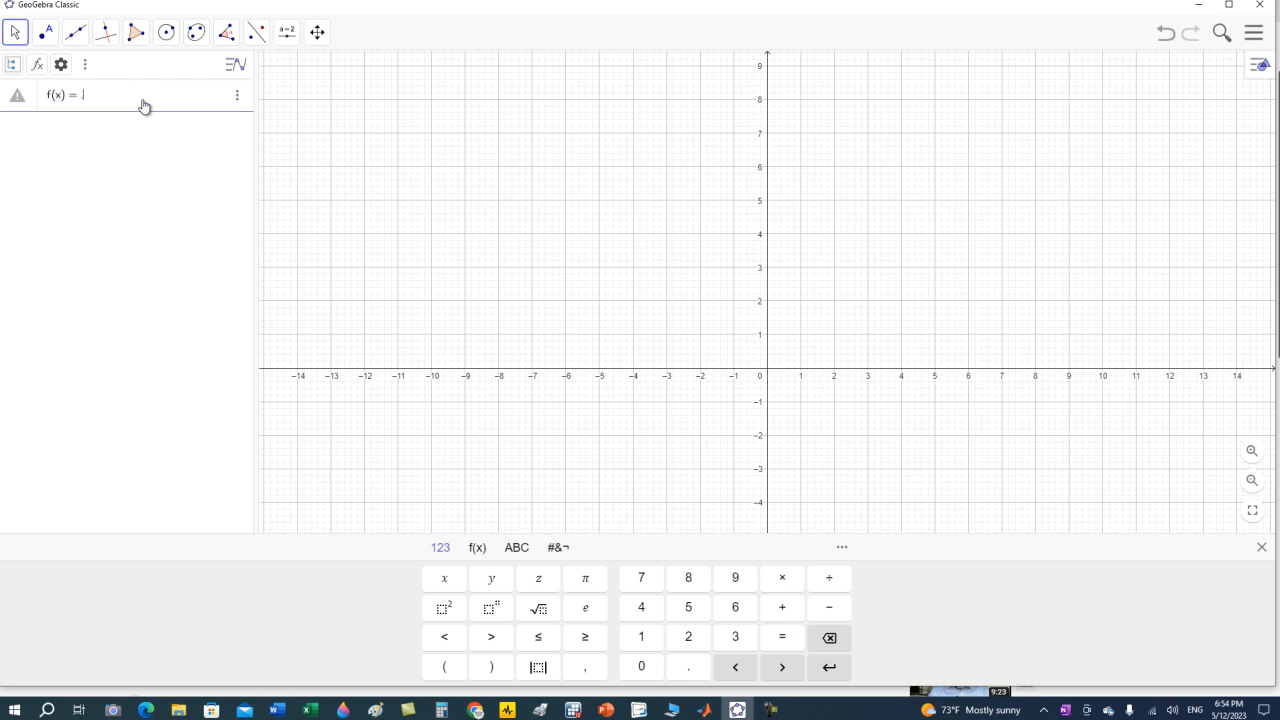 GeoGebra Classic
a=2
f(x) = .
9
8
7
6
5
4
3
2
1
−14 −13 −12 −11 −10 −9 −8 −7 −6 −5 −4 −3 −2 −1 0 1 2 3 4 5 6 7 8 9 10 11 12 13 14
−1
−2
−3
−4
123 f(x) ABC #&¬
x y z π 7 8 9 × ÷
e 4 5 6 + −
< > ≤ ≥ 1 2 3 =
( ) , 0 . < >
9:23
73°F Mostly sunny
ENG
6:54 PM
5/12/2023